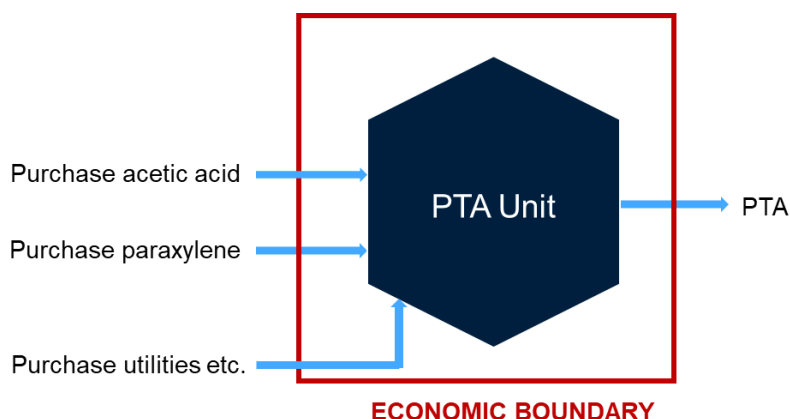 Purchase acetic acid
Purchase paraxylene
Purchase utilities etc.
PTA Unit
PTA
ECONOMIC BOUNDARY